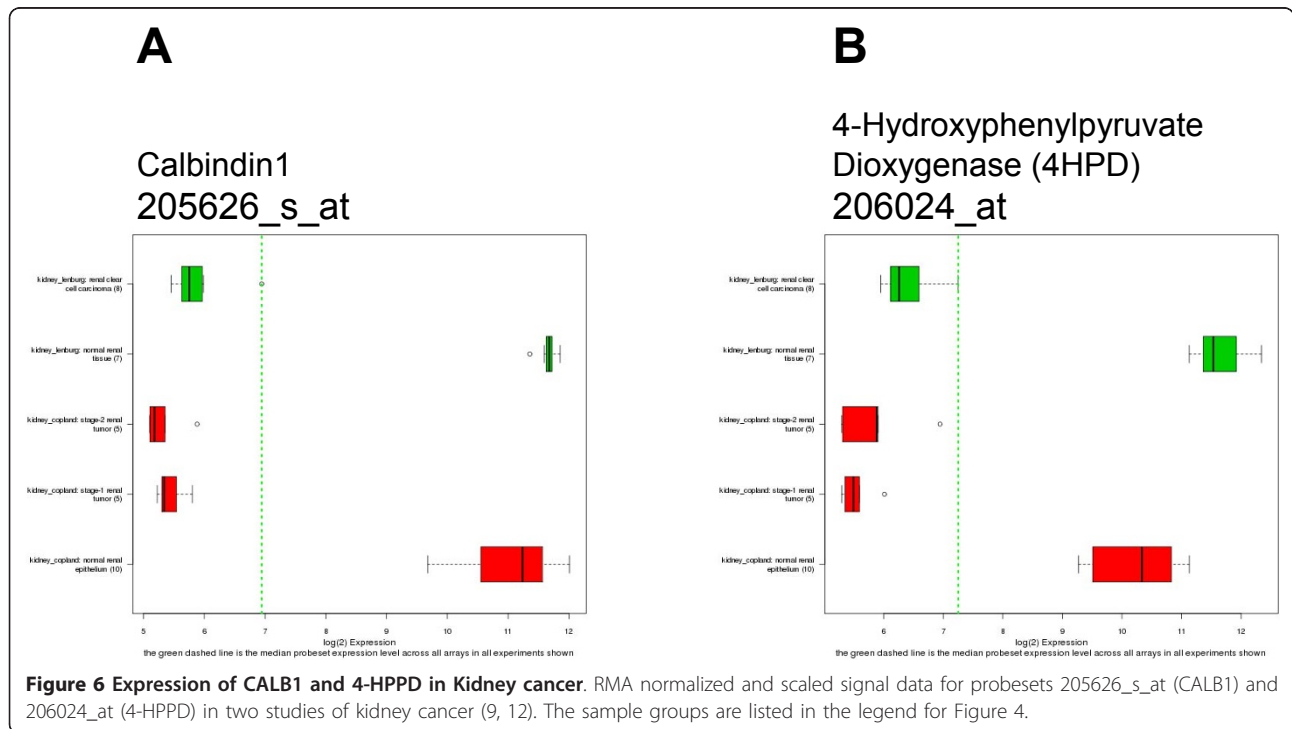 A
Calbindin1
205626_s_at
kidney_lenburg: renal clear
cell carcinoma (8)
kidney_lenburg: normal renal
tissue (7)
kidney_copland: stage-2 renal
tumor (5)
kidney_copland: stage-1 renal
tumor (5)
kidney_copland: normal renal
epithelium (10)
5 6 7 8 9 10 11 12
log(2) Expression
the green dashed line is the median probeset expression level across all arrays in all experiments shown
B
4-Hydroxyphenylpyruvate
Dioxygenase (4HPD)
206024_at
kidney_lenburg: renal clear
cell carcinoma (8)
kidney_lenburg: normal renal
tissue (7)
kidney_copland: stage-2 renal
tumor (5)
kidney_copland: stage-1 renal
tumor (5)
kidney_copland: normal renal
epithelium (10)
6 7 8 9 10 11 12
log(2) Expression
the green dashed line is the median probeset expression level across all arrays in all experiments shown
Figure 6 Expression of CALB1 and 4-HPPD in Kidney cancer. RMA normalized and scaled signal data for probesets 205626_s_at (CALB1) and
206024_at (4-HPPD) in two studies of kidney cancer (9, 12). The sample groups are listed in the legend for Figure 4.